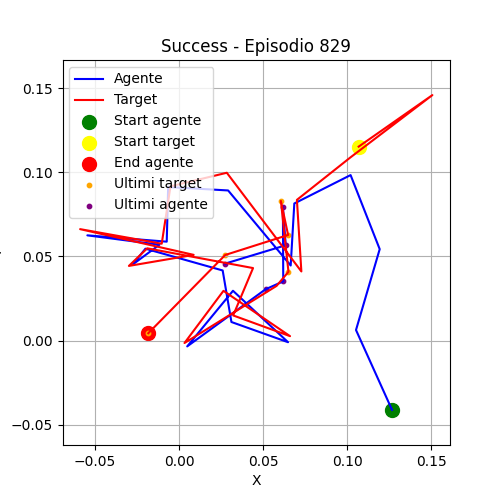 Success - Episodio 829
Agente
Target
Start agente
Start target
End agente
Ultimi target
Ultimi agente
0.15
0.10
0.05
0.00
−0.05
−0.05
0.00
0.05
0.10
0.15
X